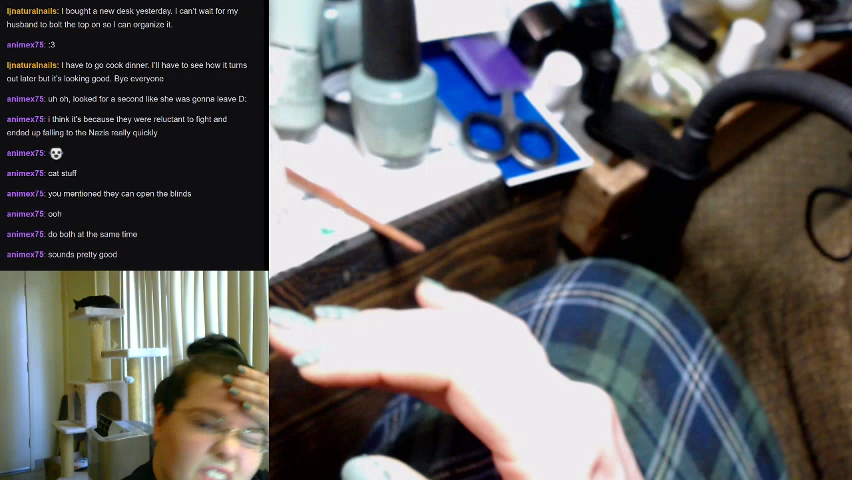 ljnaturalnails: I bought a new desk yesterday. I can't wait for my
husband to bolt the top on so I can organize it.
animex75: :3
ljnaturalnails: I have to go cook dinner. I'll have to see how it turns
out later but it's looking good. Bye everyone
animex75: uh oh, looked for a second like she was gonna leave D:
animex75: i think it's because they were reluctant to fight and
ended up falling to the Nazis really quickly
animex75:
animex75: cat stuff
animex75: you mentioned they can open the blinds
animex75: ooh
animex75: do both at the same time
animex75: sounds pretty good